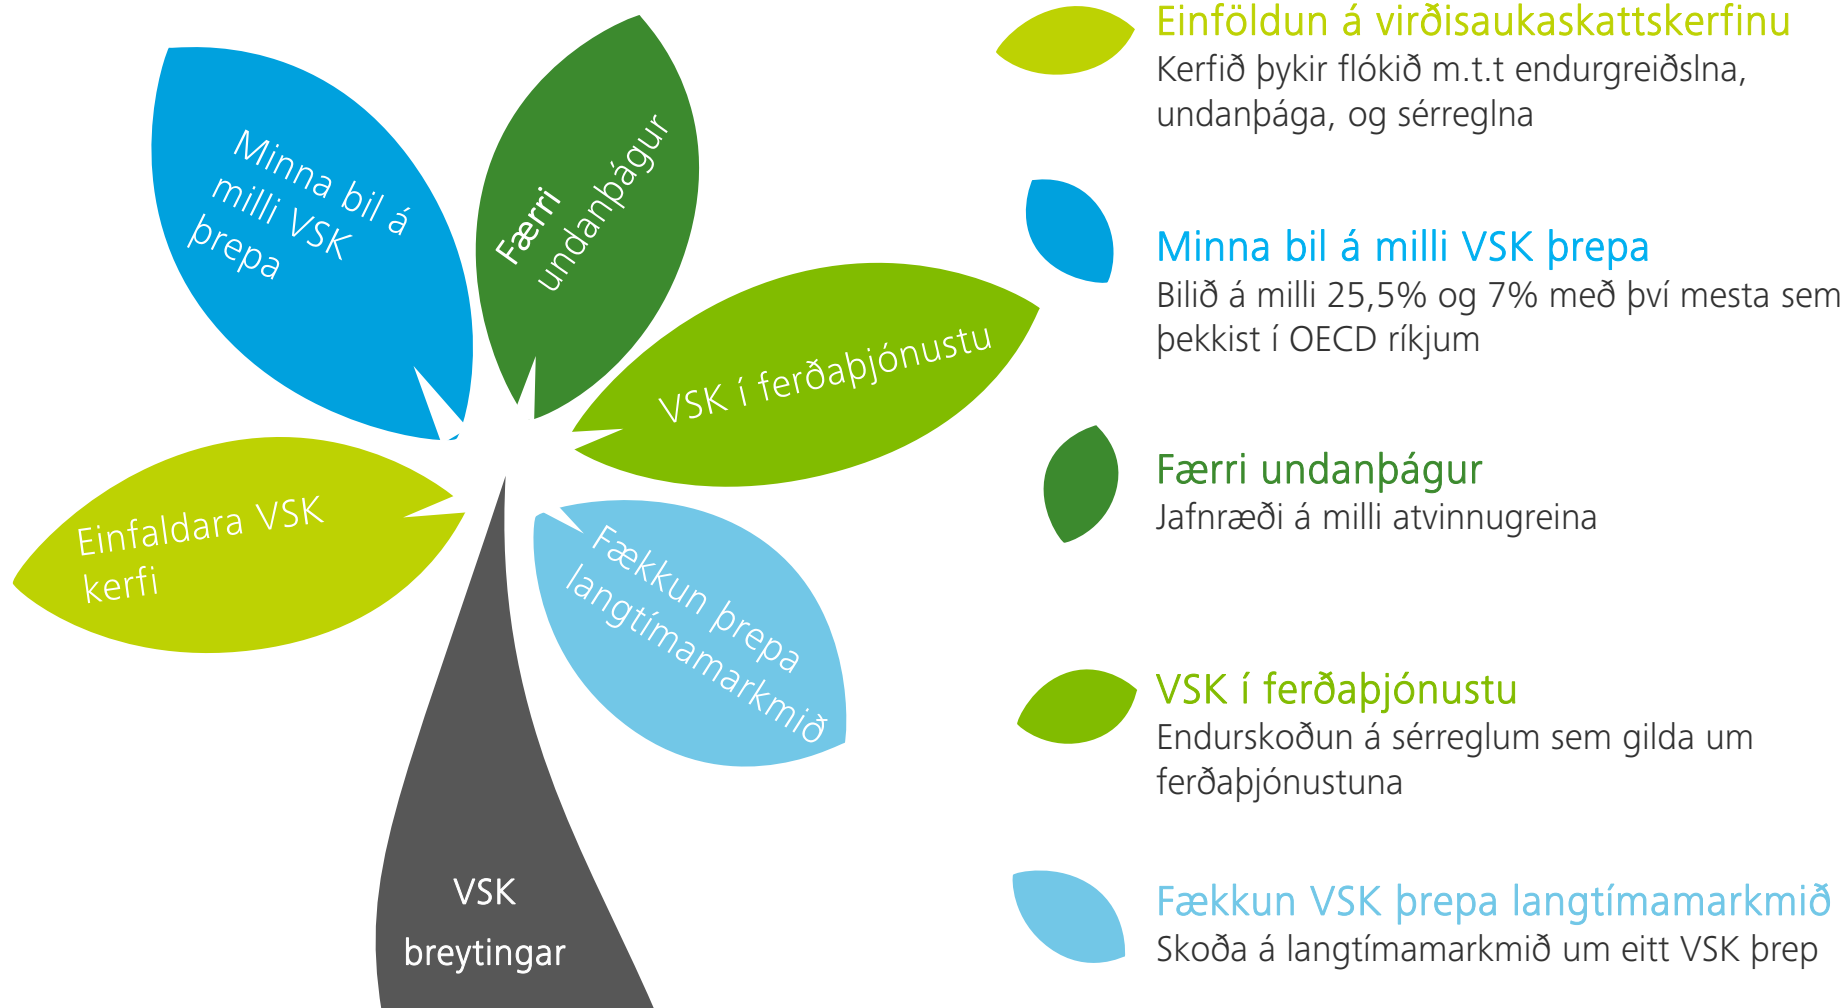 Minna bil á
milli VSK
þrepa
Færri
undanþágur
VSK í ferðaþjónustu
Einfaldara VSK
kerfi
Fækkun þrepa
langtímamarkmið
VSK
breytingar
Einföldun á virðisaukaskattskerfinu
Kerfið þykir flókið m.t.t endurgreiðslna,
undanþága, og sérreglna
Minna bil á milli VSK þrepa
Bilið á milli 25,5% og 7% með því mesta sem
þekkist í OECD ríkjum
Færri undanþágur
Jafnræði á milli atvinnugreina
VSK í ferðaþjónustu
Endurskoðun á sérreglum sem gilda um
ferðaþjónustuna
Fækkun VSK þrepa langtímamarkmið
Skoða á langtímamarkmið um eitt VSK þrep